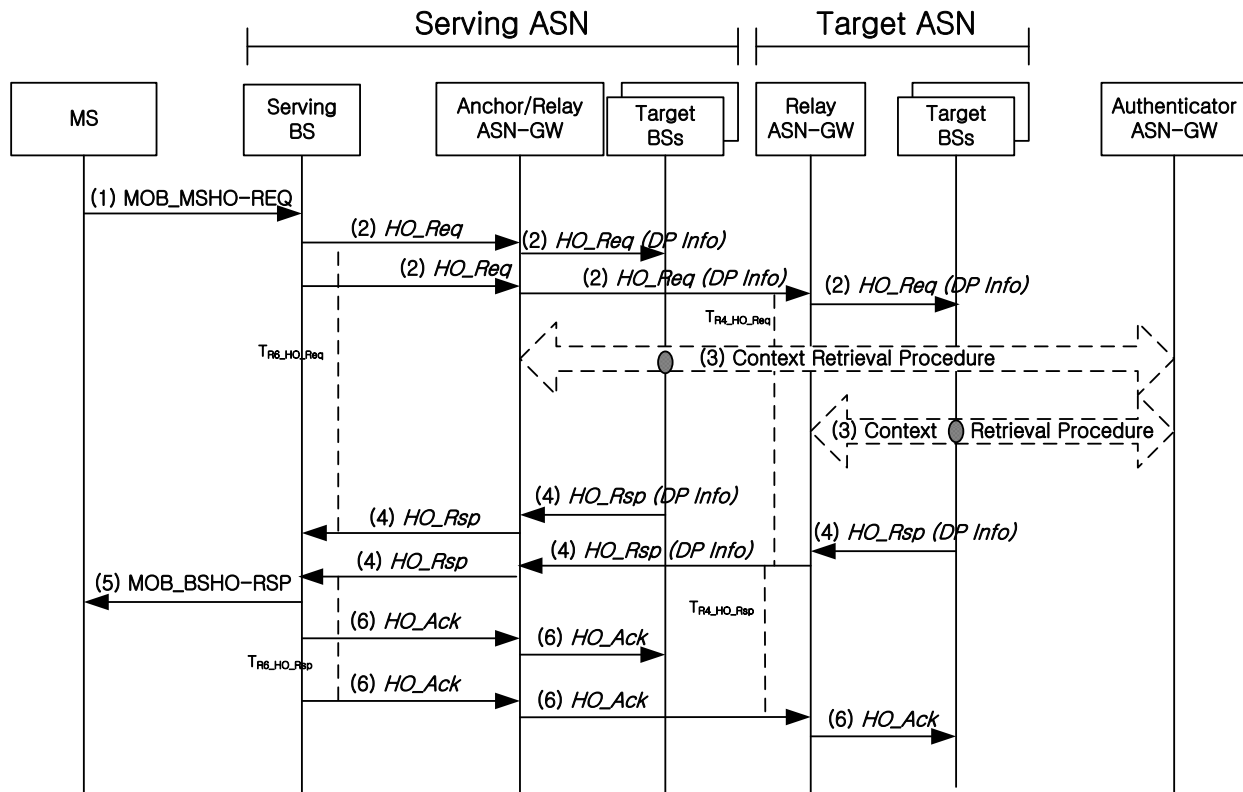 Serving ASN
Target ASN
MS
Serving
BS
Anchor/Relay
ASN-GW
Target
BSs
Relay
ASN-GW
Target
BSs
Authenticator
ASN-GW
(1) MOB_MSHO-REQ
(2) HO_Req
(2) HO_Req (DP Info)
(2) HO_Req
(2) HO_Req (DP Info)
(2) HO_Req (DP Info)
TR4_HO_Req
TR6_HO_Req
(3) Context Retrieval Procedure
(3) Context Retrieval Procedure
(4) HO_Rsp (DP Info)
(4) HO_Rsp
(4) HO_Rsp (DP Info)
(4) HO_Rsp (DP Info)
(4) HO_Rsp
(5) MOB_BSHO-RSP
TR4_HO_Rsp
(6) HO_Ack
(6) HO_Ack
TR6_HO_Rsp
(6) HO_Ack
(6) HO_Ack
(6) HO_Ack